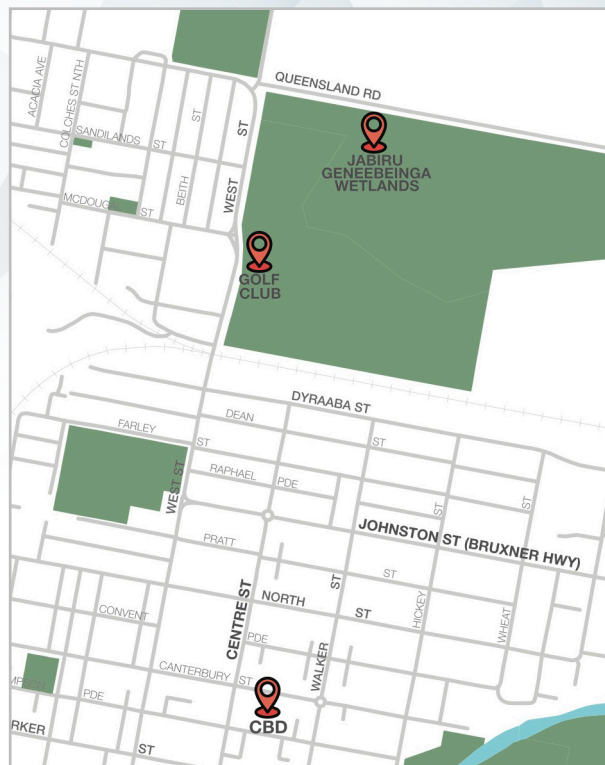 QUEENSLAND RD
ACACIA AVE
COLCHES ST NTH
SANDILANDS ST
ST
BEITH
WEST ST
MCDOUG ST
JABIRU
GENEEBEINGA
WETLANDS
GOLF
CLUB
DYRAABA ST
DEAN
ST
FARLEY
ST
RAPHAEL PDE
WEST ST
ST
ST
JOHNSTON ST (BRUXNER HWY)
PRATT
ST
CENTRE ST
NORTH ST
ST
HICKEY
WHEAT
CONVENT
PDE
WALKER
CANTERBURY ST
MPSON
PDE
CBD
RKER
ST